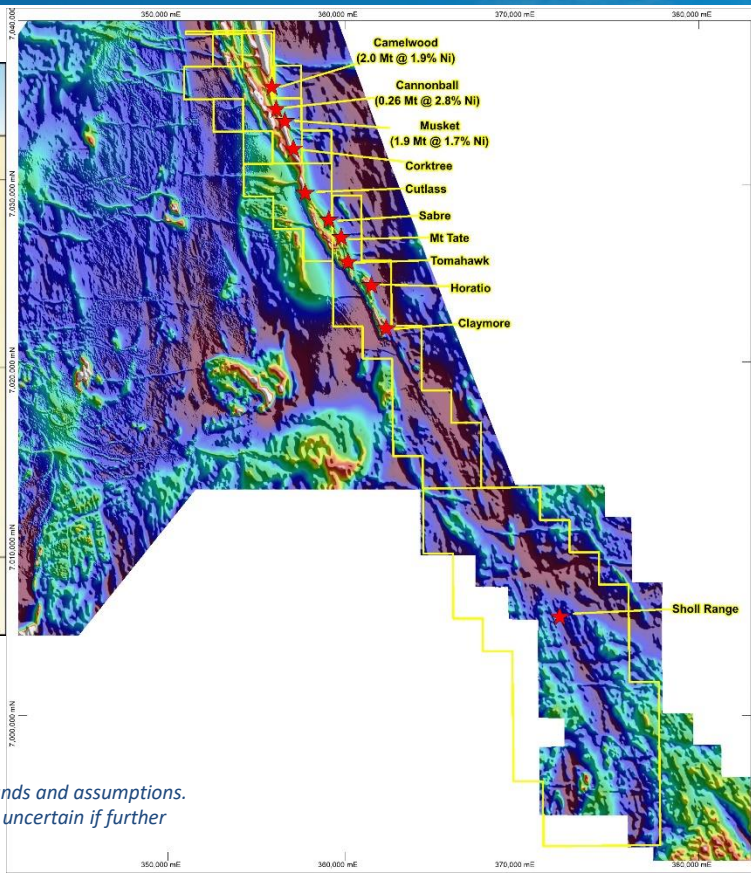 350,000 mE
360,000 mE
370,000 mE
380,000 mE
7,040,000
Camelwood
(2.0 Mt @ 1.9% Ni)
Cannonball
(0.26 Mt @ 2.8% Ni)
Musket
(1.9 Mt @ 1.7% Ni)
Corktree
7,030,000 mN
Cutlass
Sabre
Mt Tate
Tomahawk
Horatio
Claymore
7,020,000 mN
7,010,000 mN
Sholl Range
7,000,000 mN
nds and assumptions.
uncertain if further
350,000 mE
360,000 mE
370,000 mE
380,000 mE